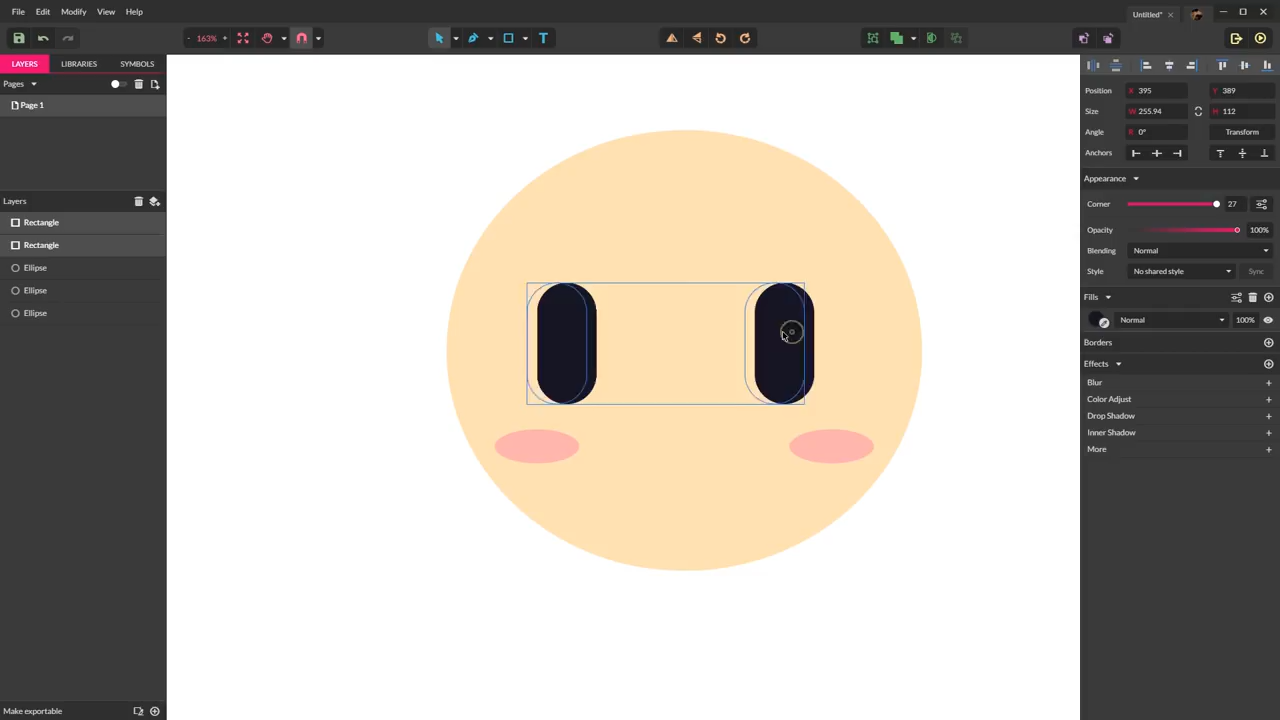 File Edit Modify View Help
Untitled*
- 163% +
T
LAYERS LIBRARIES SYMBOLS
Pages
Page 1
Layers
Rectangle
Rectangle
Ellipse
Ellipse
Ellipse
Make exportable
Position X 395 Y 389
Size W 255.94 H 112
Angle R 0° Transform
Anchors
Appearance
Corner 27
Opacity 100%
Blending Normal
Style No shared style Sync
Fills
Normal 100%
Borders
Effects
Blur +
Color Adjust +
Drop Shadow +
Inner Shadow +
More +